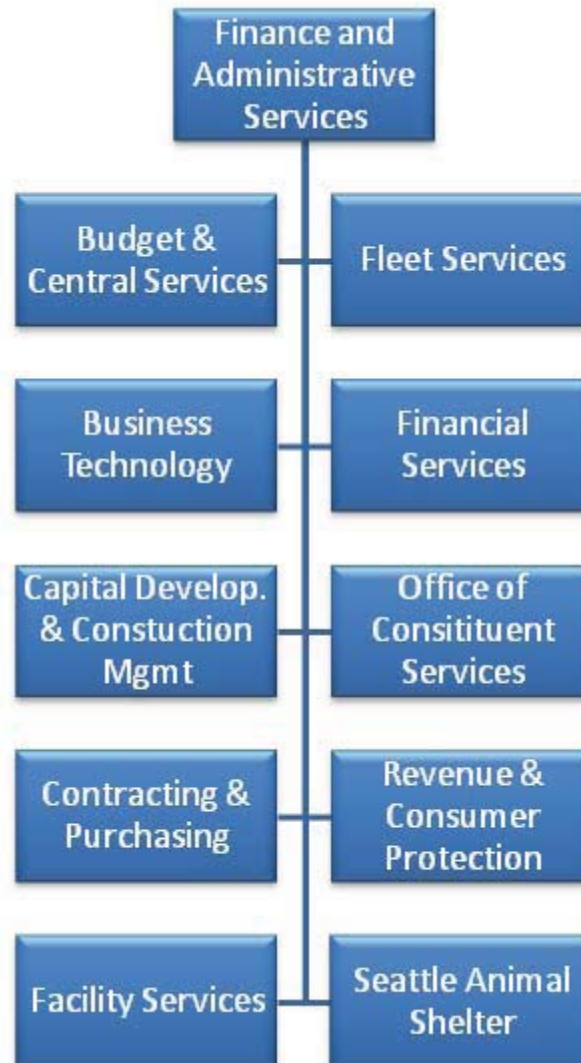 Finance and
Administrative
Services
Budget &
Central Services
Fleet Services
Business
Technology
Financial
Services
Capital Develop.
& Constuction
Mgmt
Office of
Consitituent
Services
Contracting &
Purchasing
Revenue &
Consumer
Protection
Facility Services
Seattle Animal
Shelter